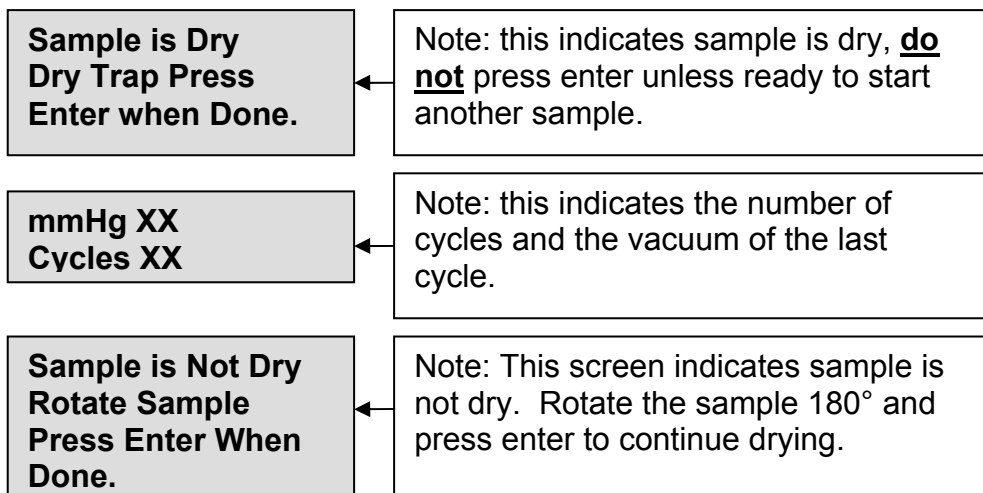 Sample is Dry
Dry Trap Press
Enter when Done.
Note: this indicates sample is dry, do
not press enter unless ready to start
another sample.
mmHg XX
Cycles XX
Note: this indicates the number of
cycles and the vacuum of the last
cycle.
Sample is Not Dry
Rotate Sample
Press Enter When
Done.
Note: This screen indicates sample is
not dry.  Rotate the sample 180° and
press enter to continue drying.